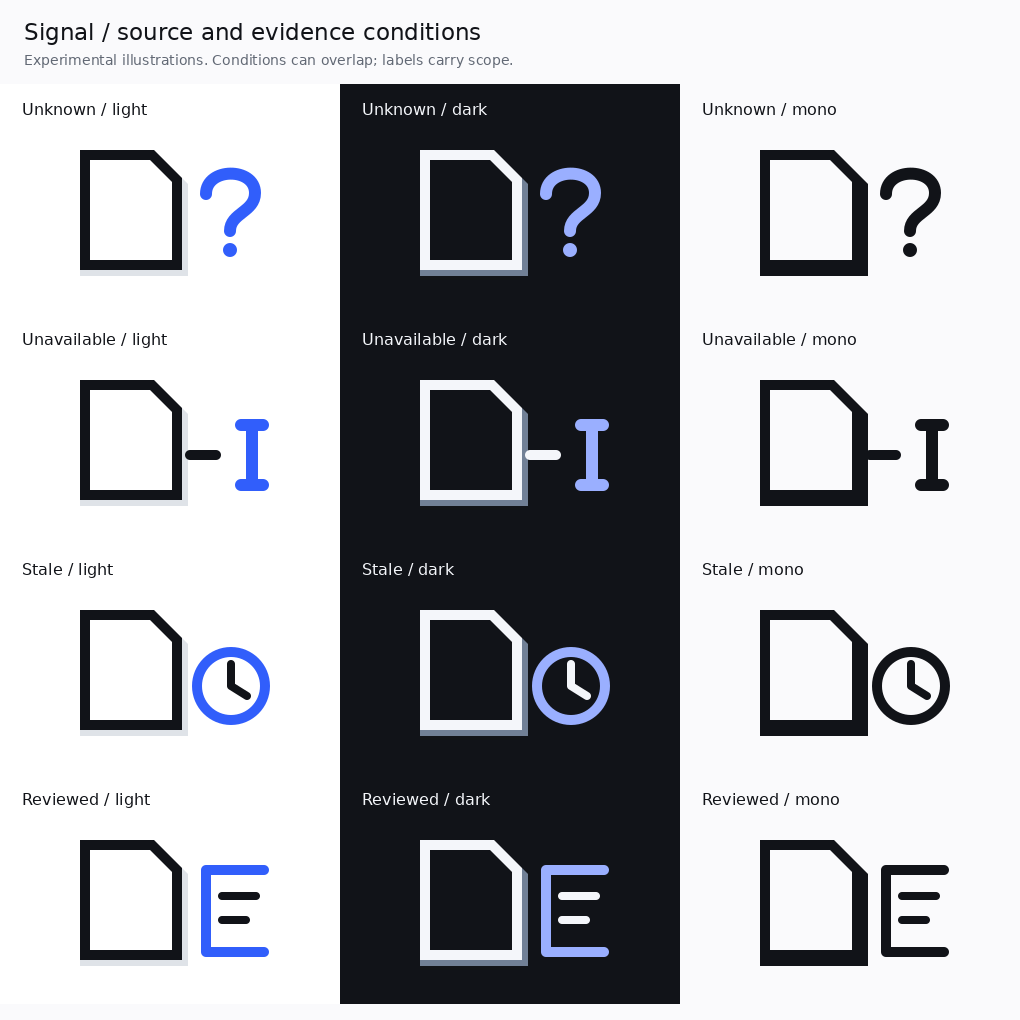 Signal / source and evidence conditions
Experimental illustrations. Conditions can overlap; labels carry scope.
Unknown / light
Unknown / dark
Unknown / mono
?
?
?
Unavailable / light
Unavailable / dark
Unavailable / mono
Stale / light
Stale / dark
Stale / mono
Reviewed / light
Reviewed / dark
Reviewed / mono